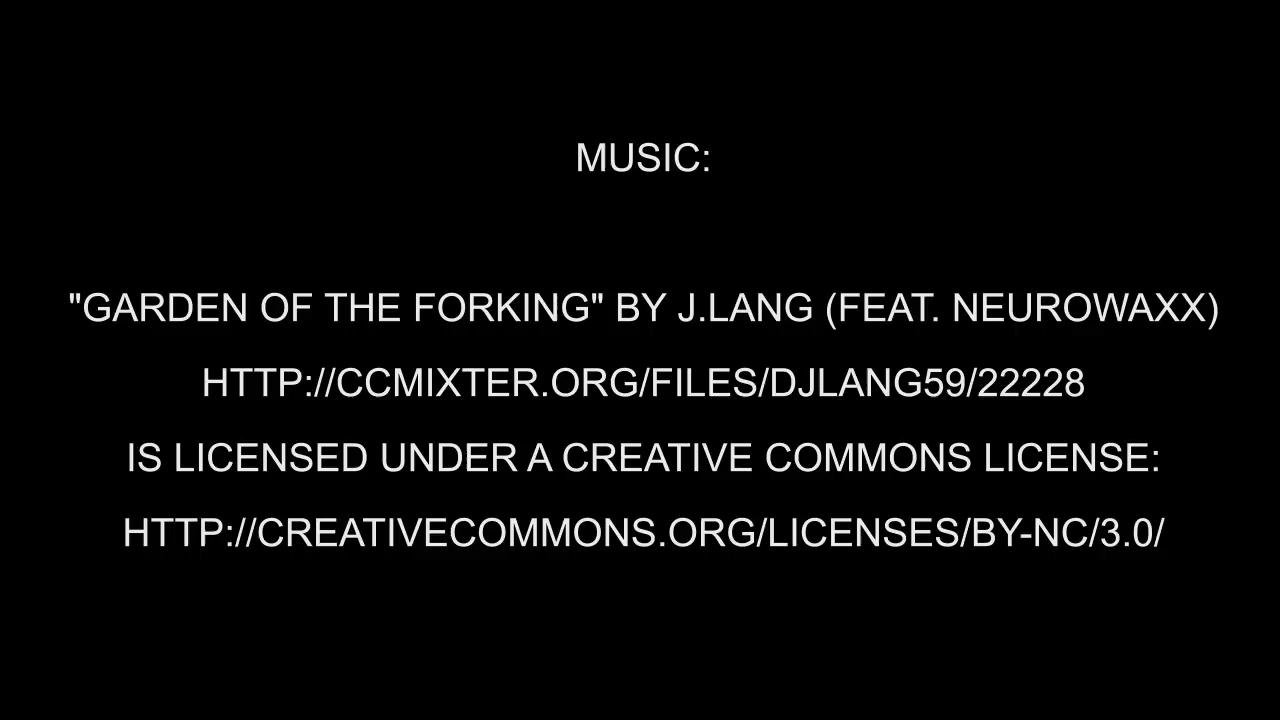 MUSIC:
"GARDEN OF THE FORKING" BY J.LANG (FEAT. NEUROWAXX)
HTTP://CCMIXTER.ORG/FILES/DJLANG59/22228
IS LICENSED UNDER A CREATIVE COMMONS LICENSE:
HTTP://CREATIVECOMMONS.ORG/LICENSES/BY-NC/3.0/